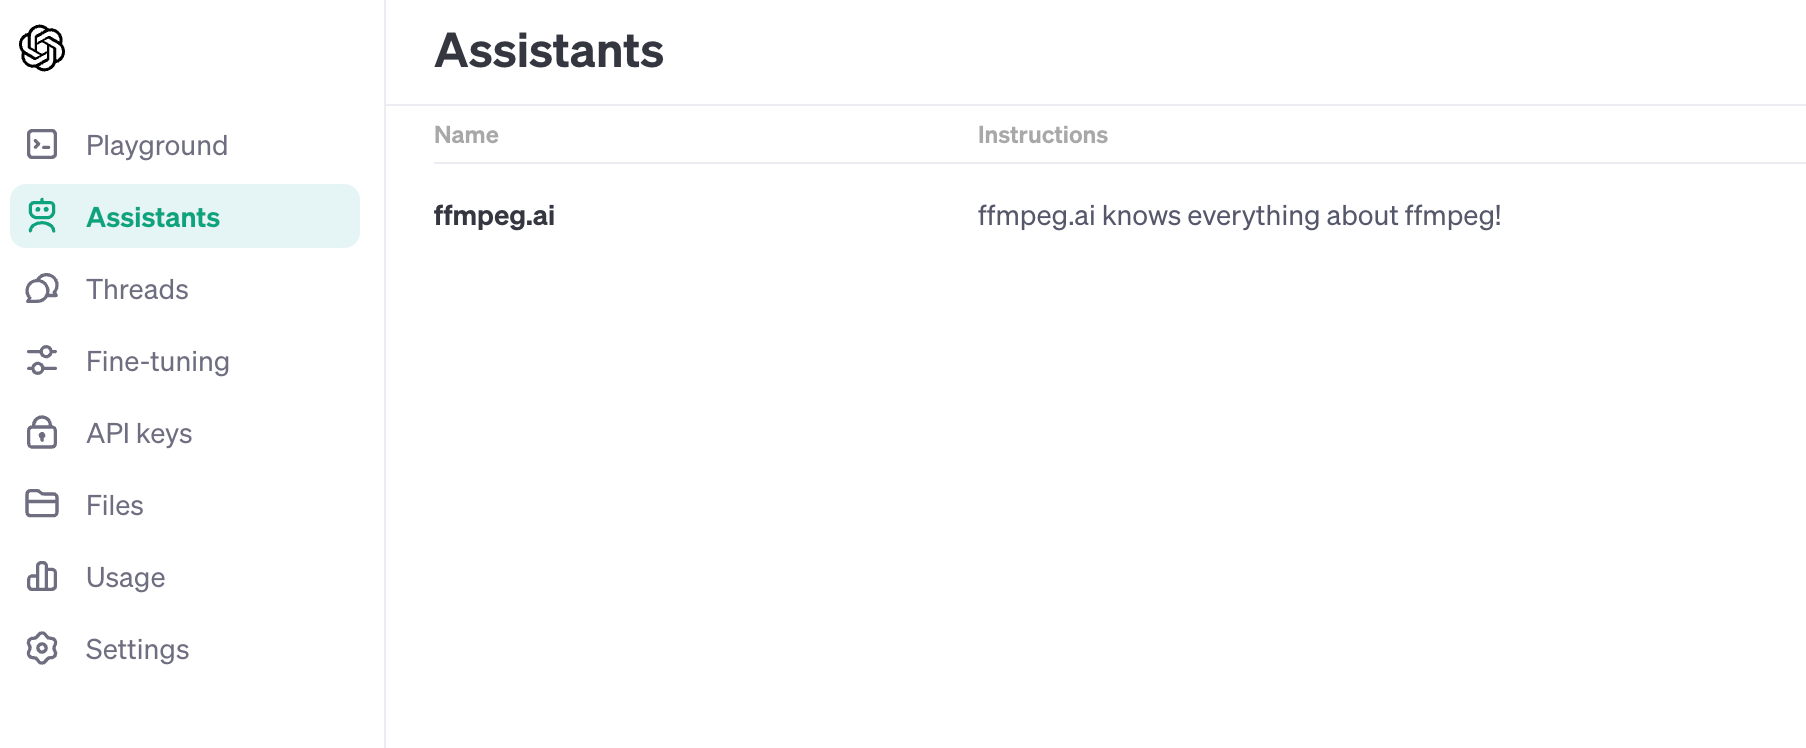 Assistants
Playground
Assistants
Threads
Fine-tuning
API keys
Files
Usage
Settings
Name Instructions
ffmpeg.ai ffmpeg.ai knows everything about ffmpeg!